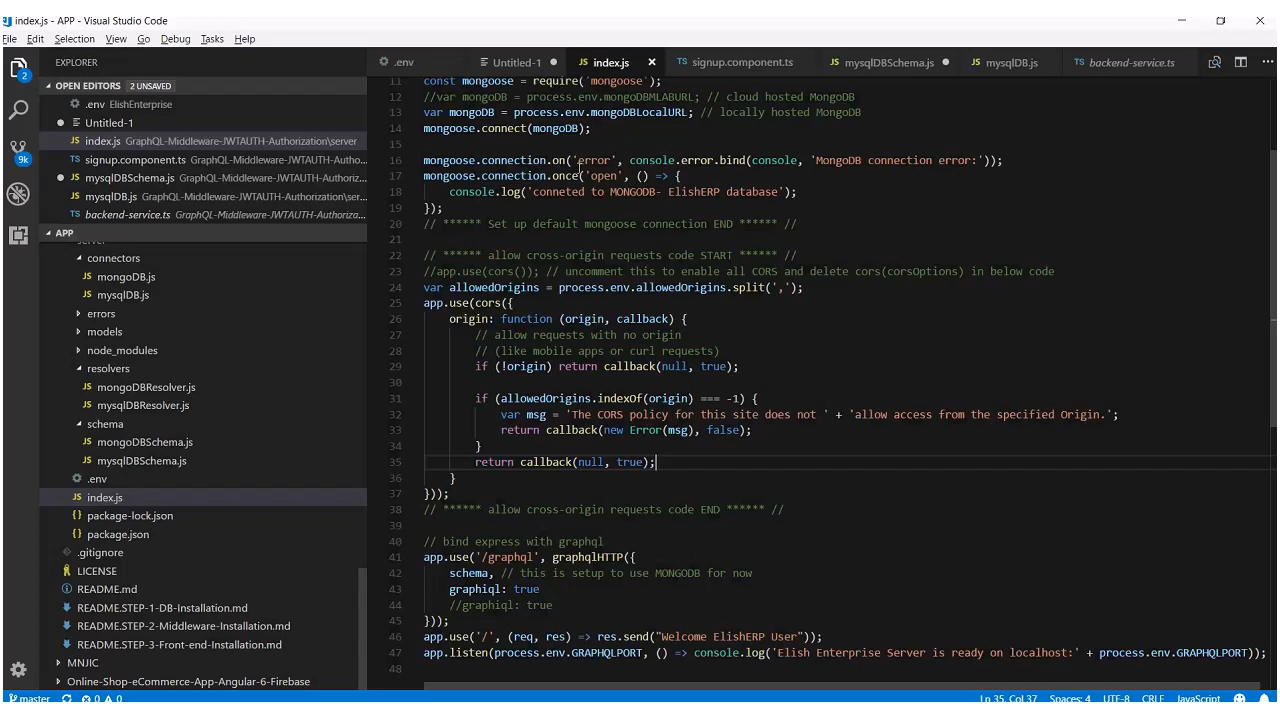 index.js - APP - Visual Studio Code
File Edit Selection View Go Debug Tasks Help
EXPLORER
.env
Untitled-1
index.js
signup.component.ts
mysqlDBSchema.js
mysqlDB.js
backend-service.ts
2
9k
OPEN EDITORS 2 UNSAVED
.env ElishEnterprise
Untitled-1
index.js GraphQL-Middleware-JWTAUTH-Authorization\server
signup.component.ts GraphQL-Middleware-JWTAUTH-Autho...
mysqlDBSchema.js GraphQL-Middleware-JWTAUTH-Authoriz...
mysqlDB.js GraphQL-Middleware-JWTAUTH-Authorization\ser...
backend-service.ts GraphQL-Middleware-JWTAUTH-Authoriza...
APP
server
connectors
mongoDB.js
mysqlDB.js
errors
models
node_modules
resolvers
mongoDBResolver.js
mysqlDBResolver.js
schema
mongoDBSchema.js
mysqlDBSchema.js
.env
index.js
package-lock.json
package.json
.gitignore
LICENSE
README.md
README.STEP-1-DB-Installation.md
README.STEP-2-Middleware-Installation.md
README.STEP-3-Front-end-Installation.md
MNJIC
Online-Shop-eCommerce-App-Angular-6-Firebase
11 const mongoose = require('mongoose');
12 //var mongoDB = process.env.mongoDBMLABURL; // cloud hosted MongoDB
13 var mongoDB = process.env.mongoDBLocalURL; // locally hosted MongoDB
14 mongoose.connect(mongoDB);
15
16 mongoose.connection.on('error', console.error.bind(console, 'MongoDB connection error:'));
17 mongoose.connection.once('open', () => {
18 console.log('conneted to MONGODB- ElishERP database');
19 });
20 // ****** Set up default mongoose connection END ****** //
21
22 // ****** allow cross-origin requests code START ****** //
23 //app.use(cors()); // uncomment this to enable all CORS and delete cors(corsOptions) in below code
24 var allowedOrigins = process.env.allowedOrigins.split(',');
25 app.use(cors({
26 origin: function (origin, callback) {
27 // allow requests with no origin
28 // (like mobile apps or curl requests)
29 if (!origin) return callback(null, true);
30
31 if (allowedOrigins.indexOf(origin) === -1) {
32 var msg = 'The CORS policy for this site does not ' + 'allow access from the specified Origin.';
33 return callback(new Error(msg), false);
34 }
35 return callback(null, true);
36 }
37 }));
38 // ****** allow cross-origin requests code END ****** //
39
40 // bind express with graphql
41 app.use('/graphql', graphqlHTTP({
42 schema, // this is setup to use MONGODB for now
43 graphiql: true
44 //graphiql: true
45 }));
46 app.use('/', (req, res) => res.send("Welcome ElishERP User"));
47 app.listen(process.env.GRAPHQLPORT, () => console.log('Elish Enterprise Server is ready on localhost:' + process.env.GRAPHQLPORT));
48
master 0 0 Ln 35, Col 37 Spaces: 4 UTF-8 CRLF JavaScript